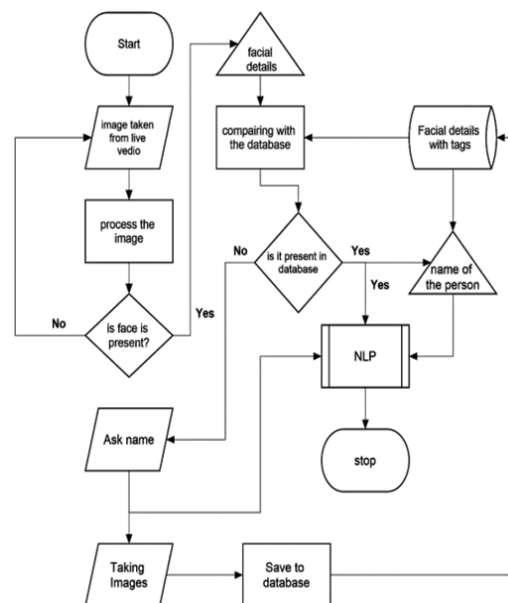 Start
image taken
from live
vedio
process the
image
is face is
present?
No
Yes
facial
details
compairing with
the database
Facial details
with tags
is it present in
database
No
Yes
Yes
name of
the person
NLP
stop
Ask name
Taking
Images
Save to
database